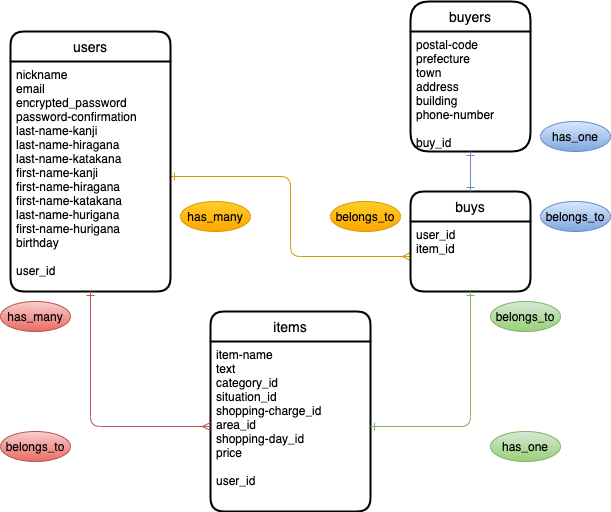 users
nickname
email
encrypted_password
password-confirmation
last-name-kanji
last-name-hiragana
last-name-katakana
first-name-kanji
first-name-hiragana
first-name-katakana
last-name-hurigana
first-name-hurigana
birthday
user_id
buyers
postal-code
prefecture
town
address
building
phone-number
buy_id
has_one
has_many
belongs_to
buys
user_id
item_id
belongs_to
has_many
items
item-name
text
category_id
situation_id
shopping-charge_id
area_id
shopping-day_id
price
user_id
belongs_to
belongs_to
has_one